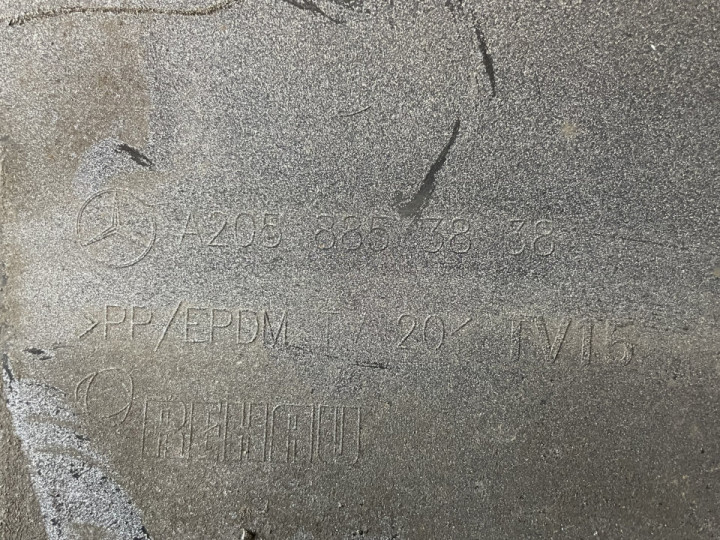 A205 885 38 38
>PP/EPDM T/ 20< TV15
REHAU